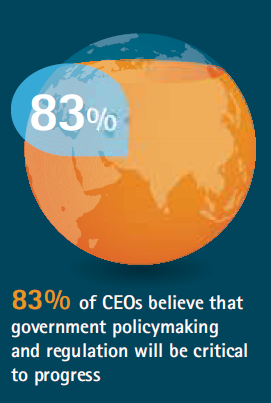 83%
83% of CEOs believe that
government policymaking
and regulation will be critical
to progress